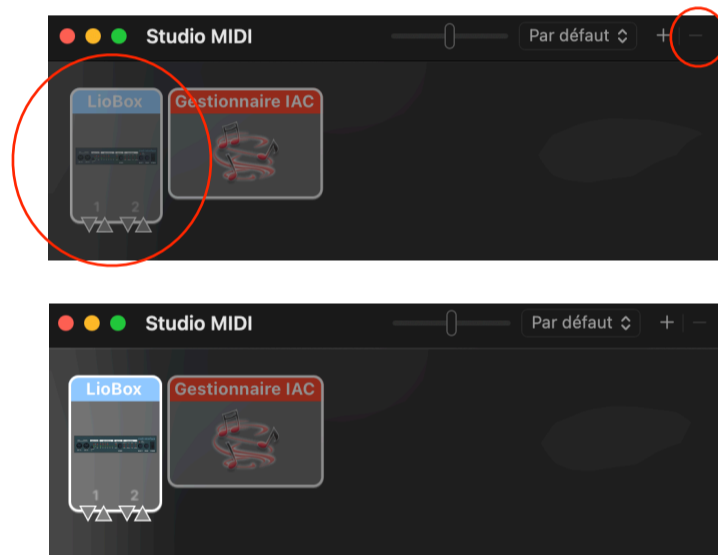 Studio MIDI
Par défaut
LioBox
Gestionnaire IAC
1 2
Studio MIDI
Par défaut
LioBox
Gestionnaire IAC
1 2